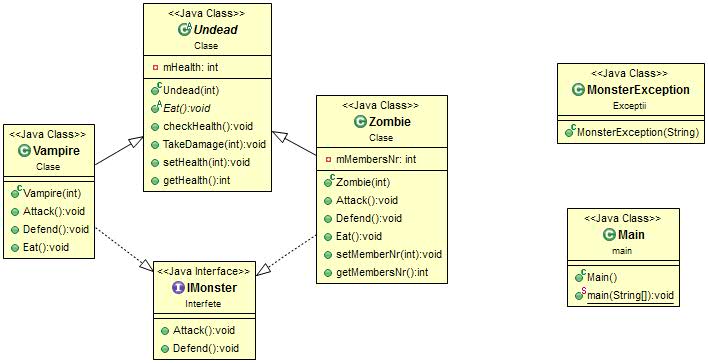 <<Java Class>>
Undead
Clase
mHealth: int
Undead(int)
Eat():void
checkHealth():void
TakeDamage(int):void
setHealth(int):void
getHealth():int
<<Java Class>>
Vampire
Clase
Vampire(int)
Attack():void
Defend():void
Eat():void
<<Java Class>>
Zombie
Clase
mMembersNr: int
Zombie(int)
Attack():void
Defend():void
Eat():void
setMemberNr(int):void
getMembersNr():int
<<Java Interface>>
IMonster
Interfete
Attack():void
Defend():void
<<Java Class>>
MonsterException
Exceptii
MonsterException(String)
<<Java Class>>
Main
main
Main()
main(String[]):void